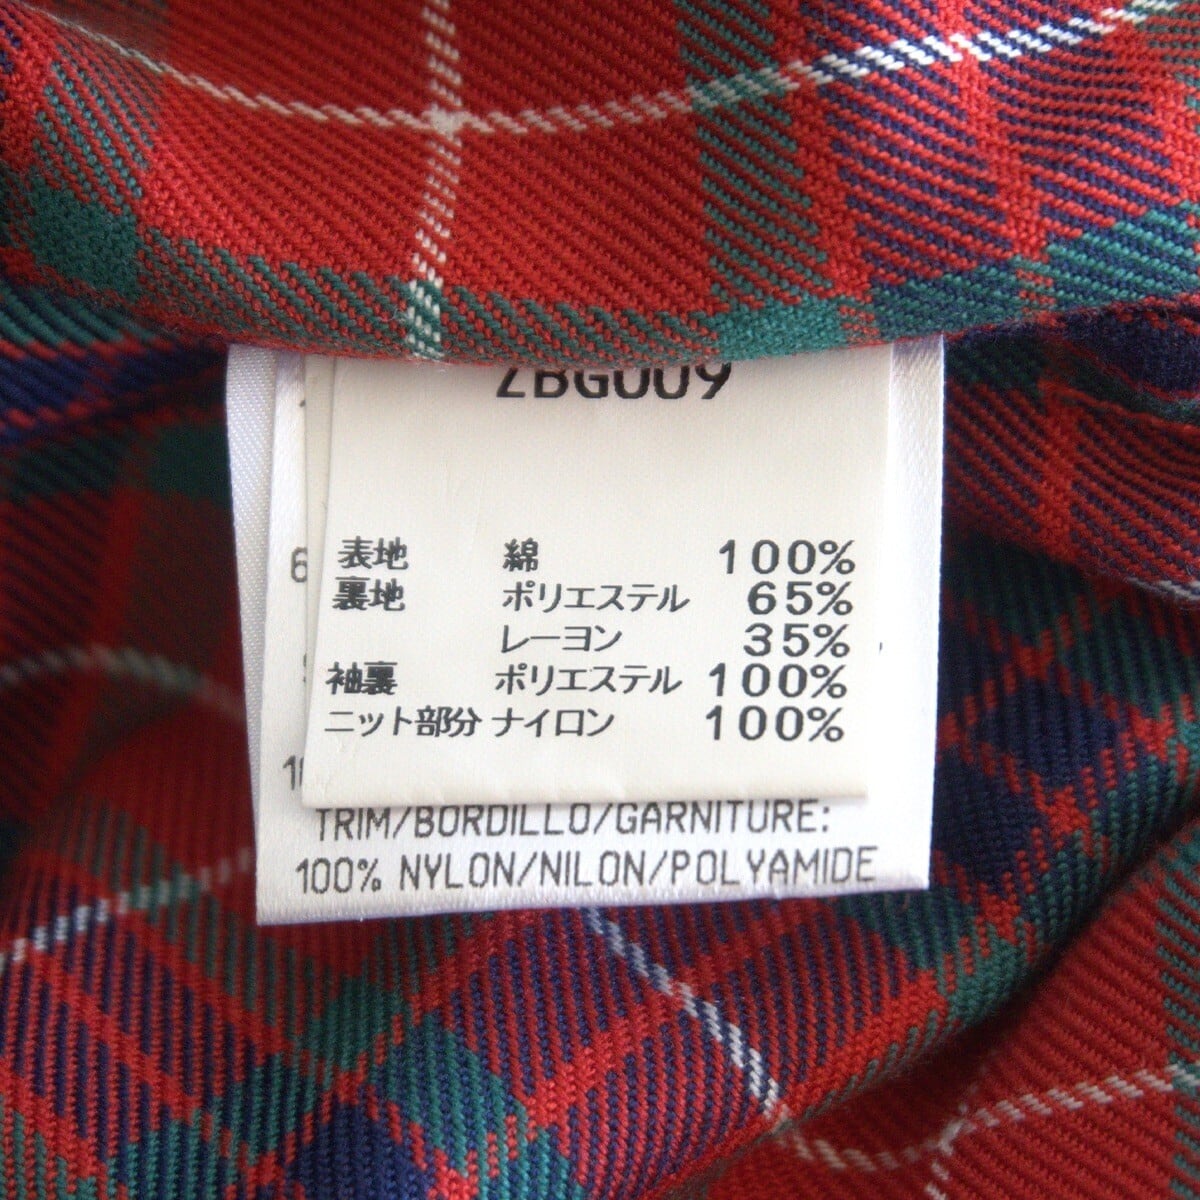 ZBG009
表地 綿 100%
裏地 ポリエステル 65%
レーヨン 35%
袖裏 ポリエステル 100%
ニット部分 ナイロン 100%
TRIM/BORDILLO/GARNITURE:
100% NYLON/NILON/POLYAMIDE